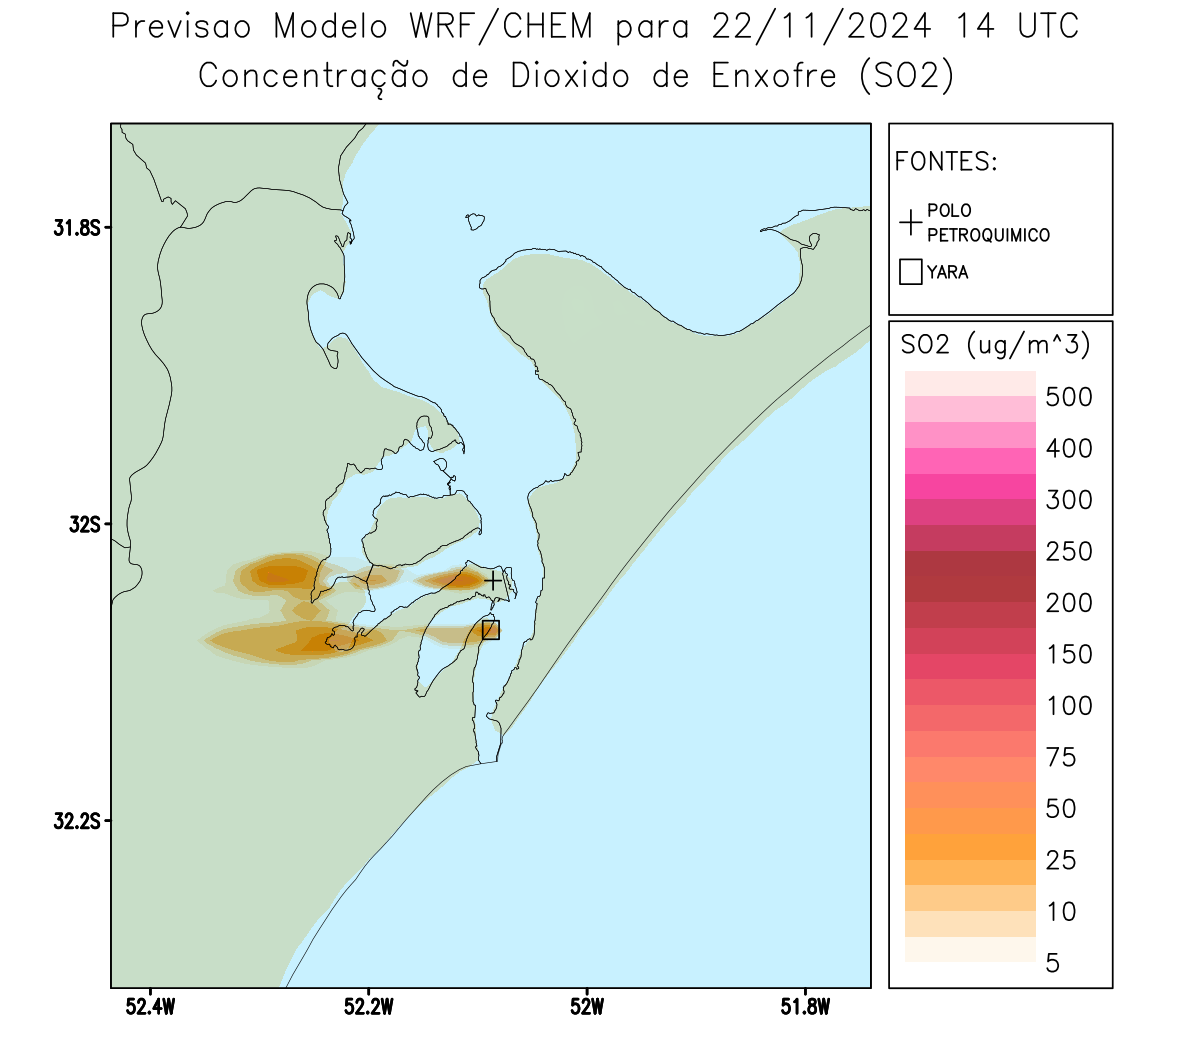 Previsao Modelo WRF/CHEM para 22/11/2024 14 UTC
Concentração de Dioxido de Enxofre (SO2)
FONTES:
POLO
PETROQUIMICO
YARA
31.8S
32S
32.2S
52.4W
52.2W
52W
51.8W
SO2 (ug/m^3)
500
400
300
250
200
150
100
75
50
25
10
5